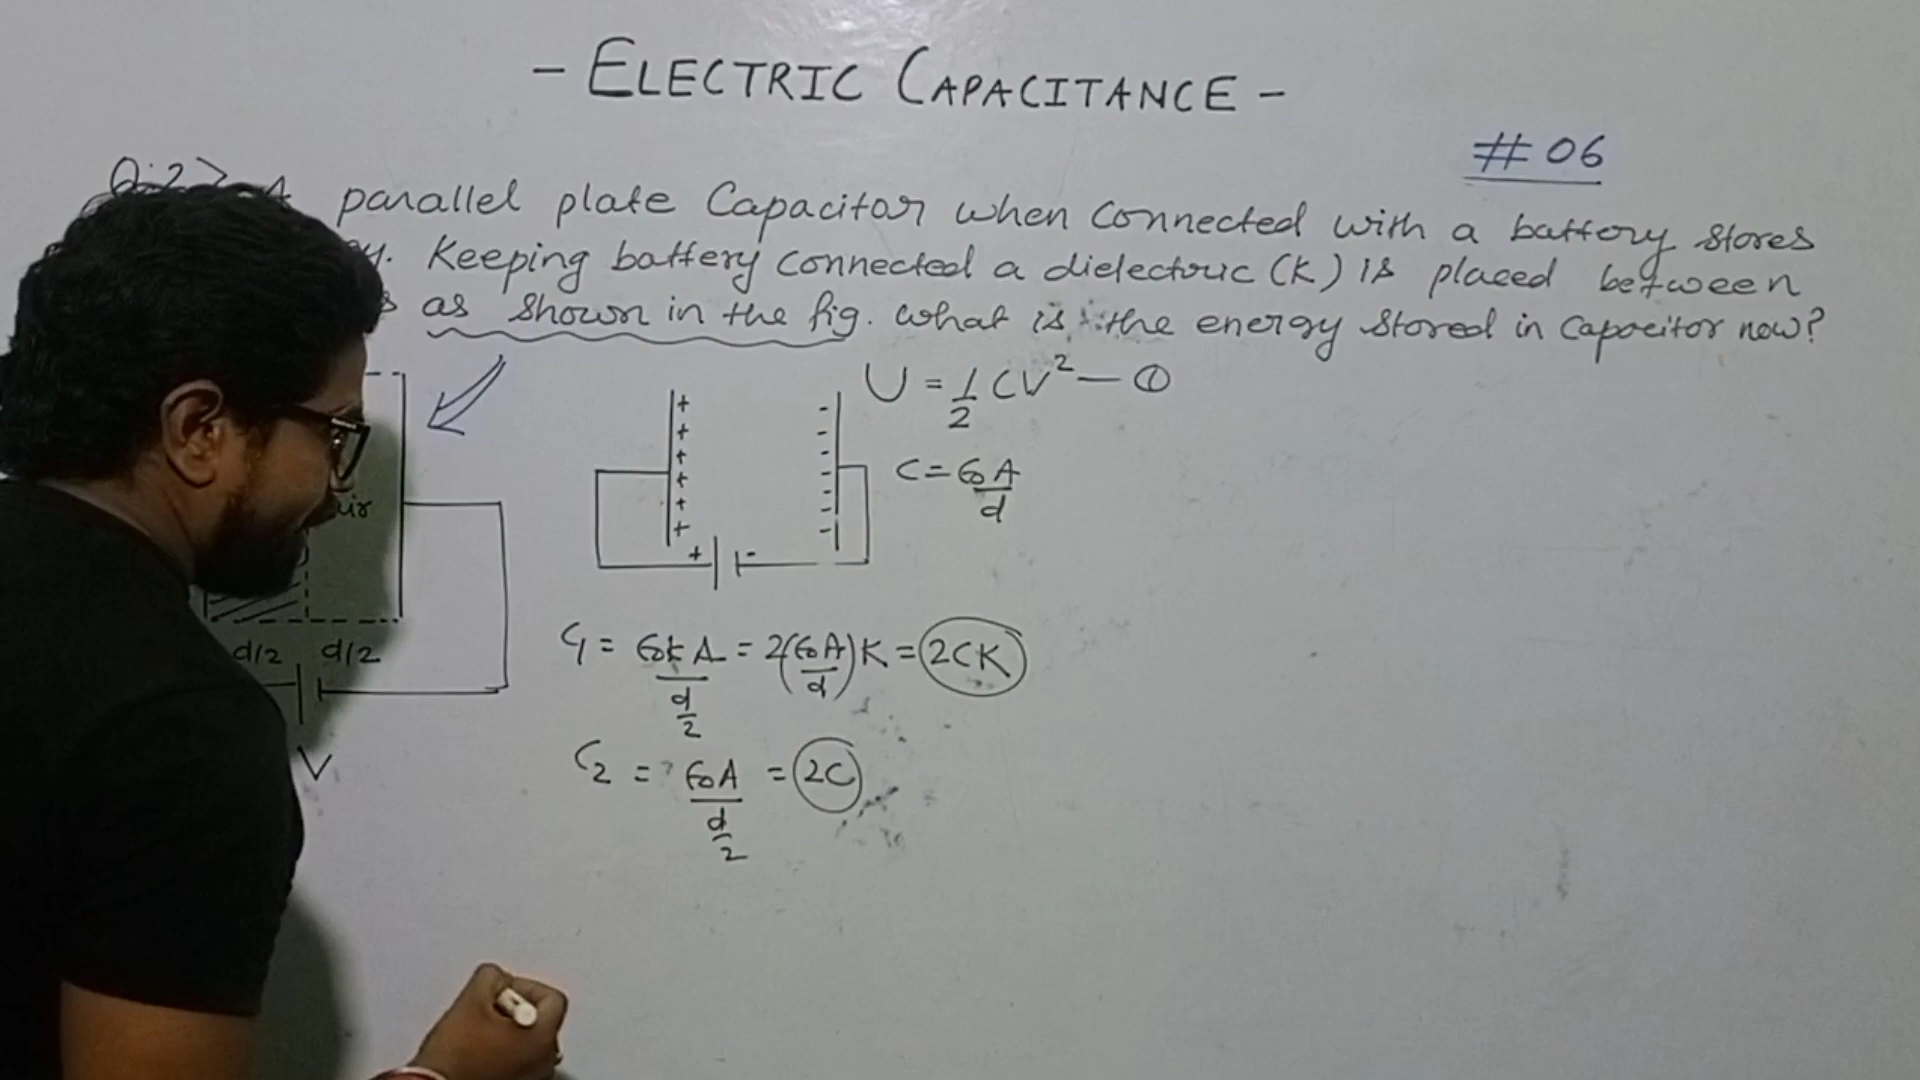 - ELECTRIC CAPACITANCE -
# 06
Q.2> A parallel plate Capacitor when connected with a battery stores
y. Keeping battery connected a dielectric (K) is placed between
s as shown in the fig. what is the energy stored in capacitor now?
U = 1/2 CV² — ①
C = ε₀A/d
+ -
air
d/2 d/2
V
C₁ = ε₀kA/(d/2) = 2(ε₀A/d)K = 2CK
C₂ = ε₀A/(d/2) = 2C